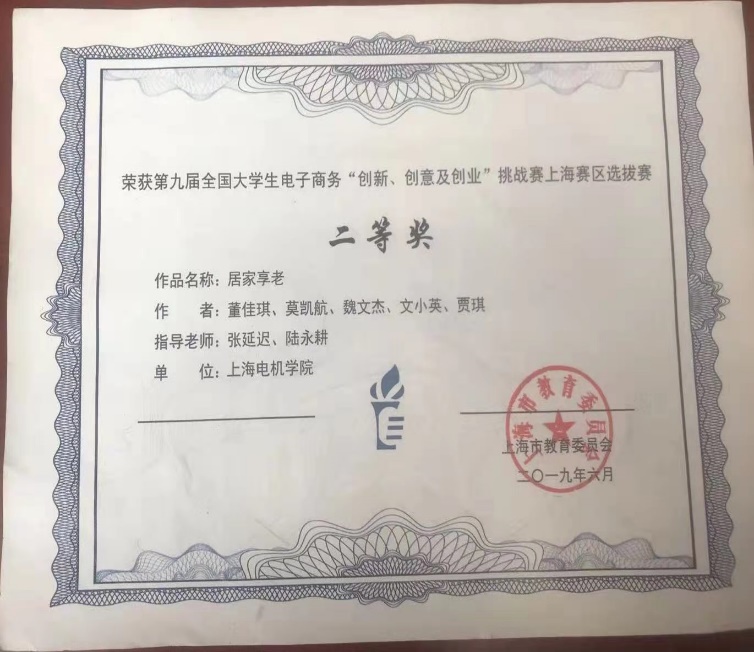 荣获第九届全国大学生电子商务“创新、创意及创业”挑战赛上海赛区选拔赛
二等奖
作品名称：居家享老
作　　者：董佳琪、莫凯航、魏文杰、文小英、贾琪
指导老师：张延迟、陆永耕
单　　位：上海电机学院
上海市教育委员会
上海市教育委员会
二〇一九年六月